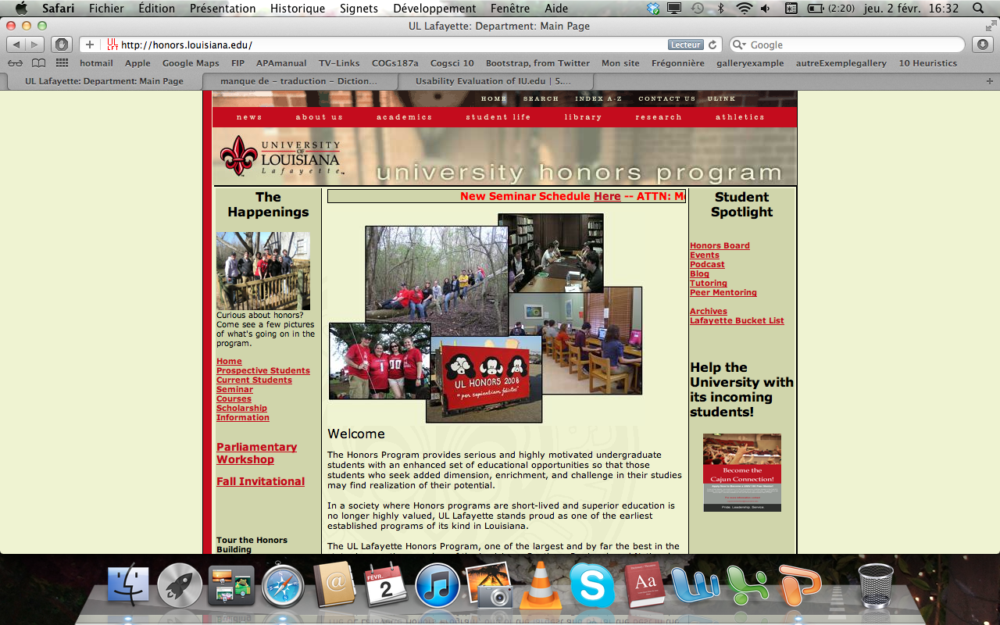 Safari Fichier Édition Présentation Historique Signets Développement Fenêtre Aide (2:20) jeu. 2 févr. 16:32
UL Lafayette: Department: Main Page
UL LFT http://honors.louisiana.edu/ Lecteur Google
hotmail Apple Google Maps FIP APAmanual TV-Links COGs187a Cogsci 10 Bootstrap, from Twitter Mon site Frégonnière galleryexample autreExemplegallery 10 Heuristics
UL Lafayette: Department: Main Page manque de - traduction - Diction... Usability Evaluation of IU.edu | 5....
HOME SEARCH INDEX A-Z CONTACT US ULINK
news about us academics student life library research athletics
UNIVERSITY
OF
LOUISIANA
Lafayette
university honors program
The
Happenings
Curious about honors?
Come see a few pictures
of what's going on in the
program.
Home
Prospective Students
Current Students
Seminar
Courses
Scholarship
Information
Parliamentary
Workshop
Fall Invitational
Tour the Honors
Building
New Seminar Schedule Here -- ATTN: M
UL HONORS 2008
"per sapientiam felicitas"
Welcome
The Honors Program provides serious and highly motivated undergraduate
students with an enhanced set of educational opportunities so that those
students who seek added dimension, enrichment, and challenge in their studies
may find realization of their potential.
In a society where Honors programs are short-lived and superior education is
no longer highly valued, UL Lafayette stands proud as one of the earliest
established programs of its kind in Louisiana.
The UL Lafayette Honors Program, one of the largest and by far the best in the
Student
Spotlight
Honors Board
Events
Podcast
Blog
Tutoring
Peer Mentoring
Archives
Lafayette Bucket List
Help the
University with
its incoming
students!
Become the
Cajun Connection!
Pride, Leadership, Service
FÉVR.
2
Aa